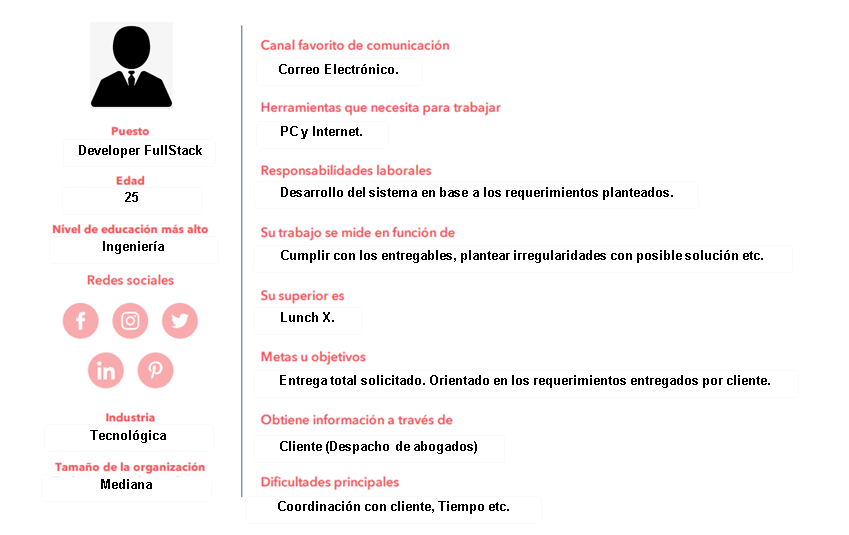 Puesto
Developer FullStack
Edad
25
Nivel de educación más alto
Ingeniería
Redes sociales
Industria
Tecnológica
Tamaño de la organización
Mediana
Canal favorito de comunicación
Correo Electrónico.
Herramientas que necesita para trabajar
PC y Internet.
Responsabilidades laborales
Desarrollo del sistema en base a los requerimientos planteados.
Su trabajo se mide en función de
Cumplir con los entregables, plantear irregularidades con posible solución etc.
Su superior es
Lunch X.
Metas u objetivos
Entrega total solicitado. Orientado en los requerimientos entregados por cliente.
Obtiene información a través de
Cliente (Despacho de abogados)
Dificultades principales
Coordinación con cliente, Tiempo etc.